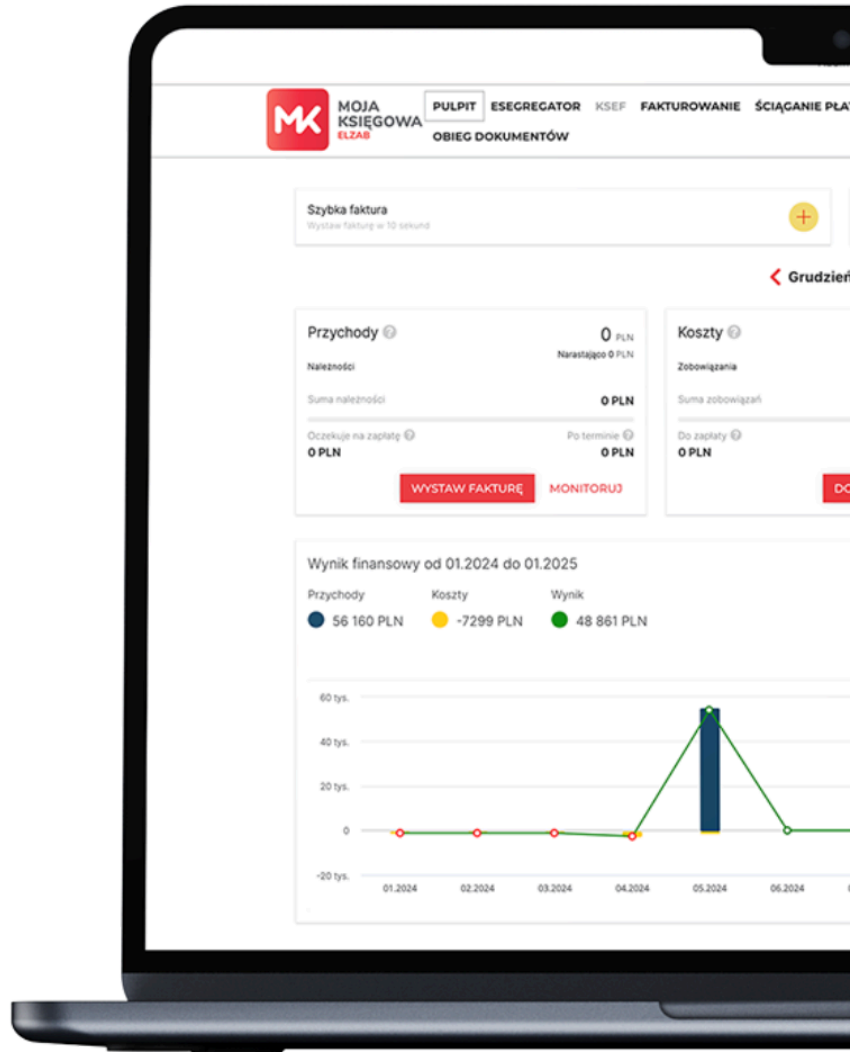 MOJA
KSIĘGOWA
ELZAB
PULPIT ESEGREGATOR KSEF FAKTUROWANIE ŚCIĄGANIE
OBIEG DOKUMENTÓW
Szybka faktura
Wystaw fakturę w 10 sekund
Grudzień
Przychody 0 PLN
Narastająco 0 PLN
Należności
Suma należności 0 PLN
Oczekuje na zapłatę Po terminie
0 PLN 0 PLN
WYSTAW FAKTURĘ MONITORUJ
Koszty
Zobowiązania
Suma zobowiązań
Do zapłaty
0 PLN
Wynik finansowy od 01.2024 do 01.2025
Przychody Koszty Wynik
56 160 PLN -7299 PLN 48 861 PLN
60 tys.
40 tys.
20 tys.
0
-20 tys.
01.2024 02.2024 03.2024 04.2024 05.2024 06.2024